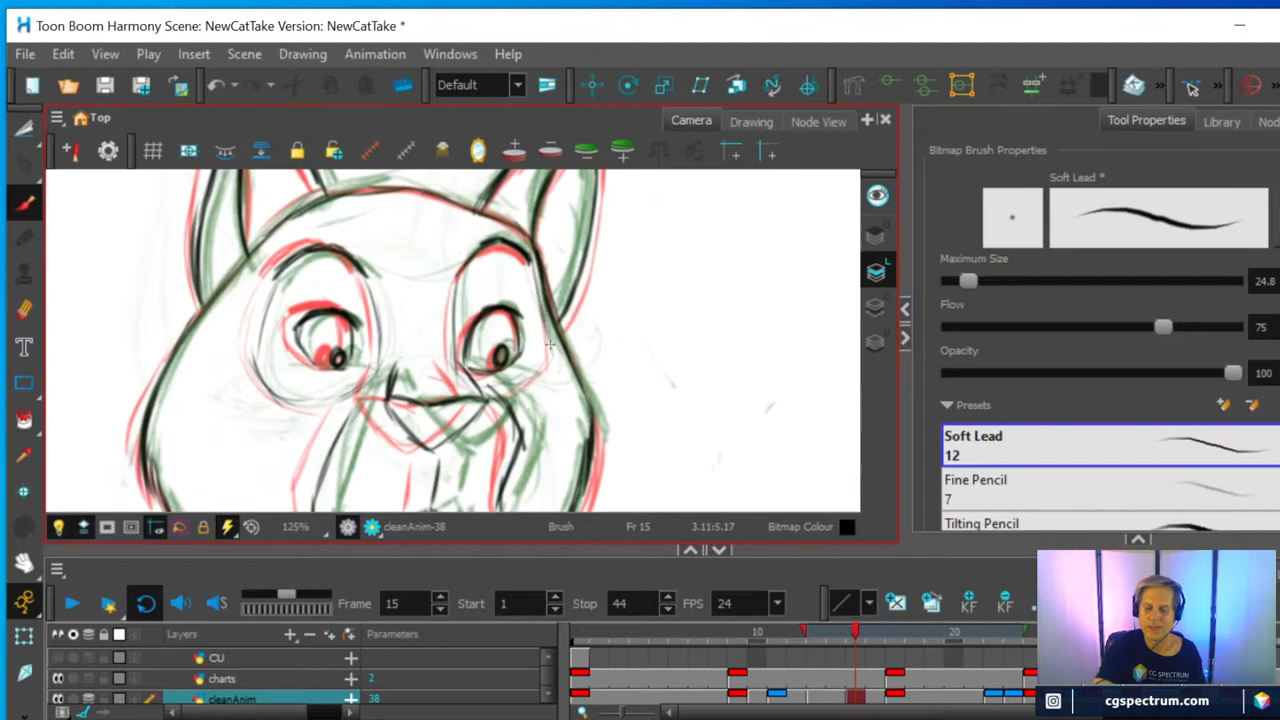 Toon Boom Harmony Scene: NewCatTake Version: NewCatTake *
File Edit View Play Insert Scene Drawing Animation Windows Help
Default
Top
Camera Drawing Node View
Tool Properties Library
Bitmap Brush Properties
Soft Lead *
Maximum Size
24.8
Flow
75
Opacity
100
Presets
Soft Lead
12
Fine Pencil
7
Tilting Pencil
125% cleanAnim-38 Brush Fr 15 3.11:5.17 Bitmap Colour
Frame 15 Start 1 Stop 44 FPS 24 KF KF
Layers Parameters 10 20
CU
charts 2
cleanAnim 38
CG SPECTRUM
cgspectrum.com